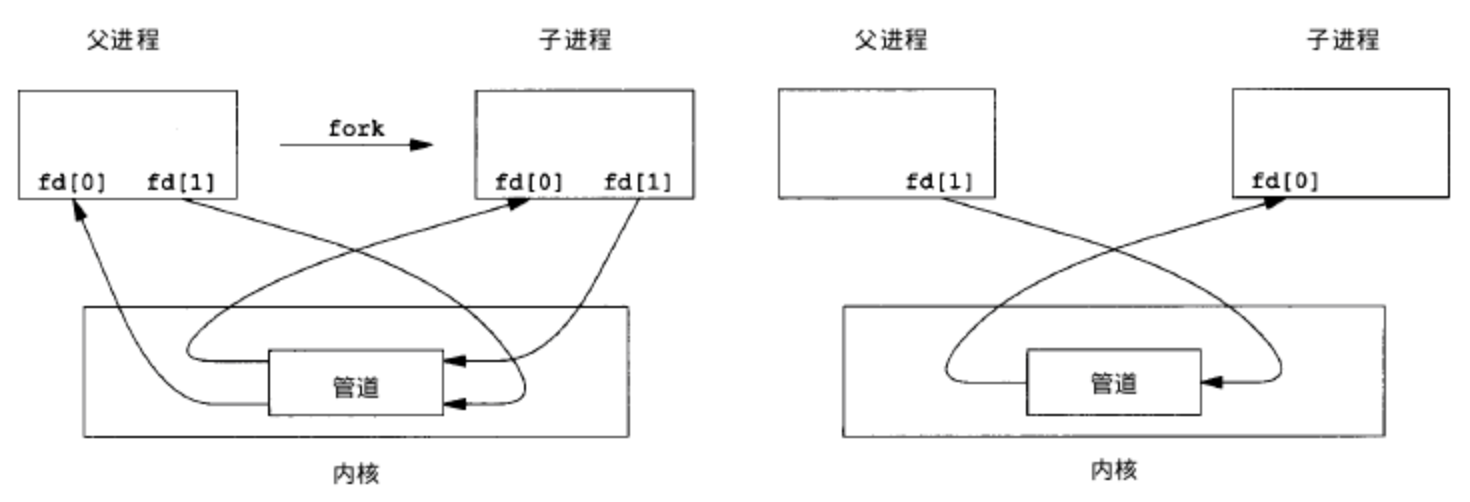 父进程 子进程 父进程 子进程
fork
fd[0] fd[1] fd[0] fd[1] fd[1] fd[0]
管道 管道
内核 内核